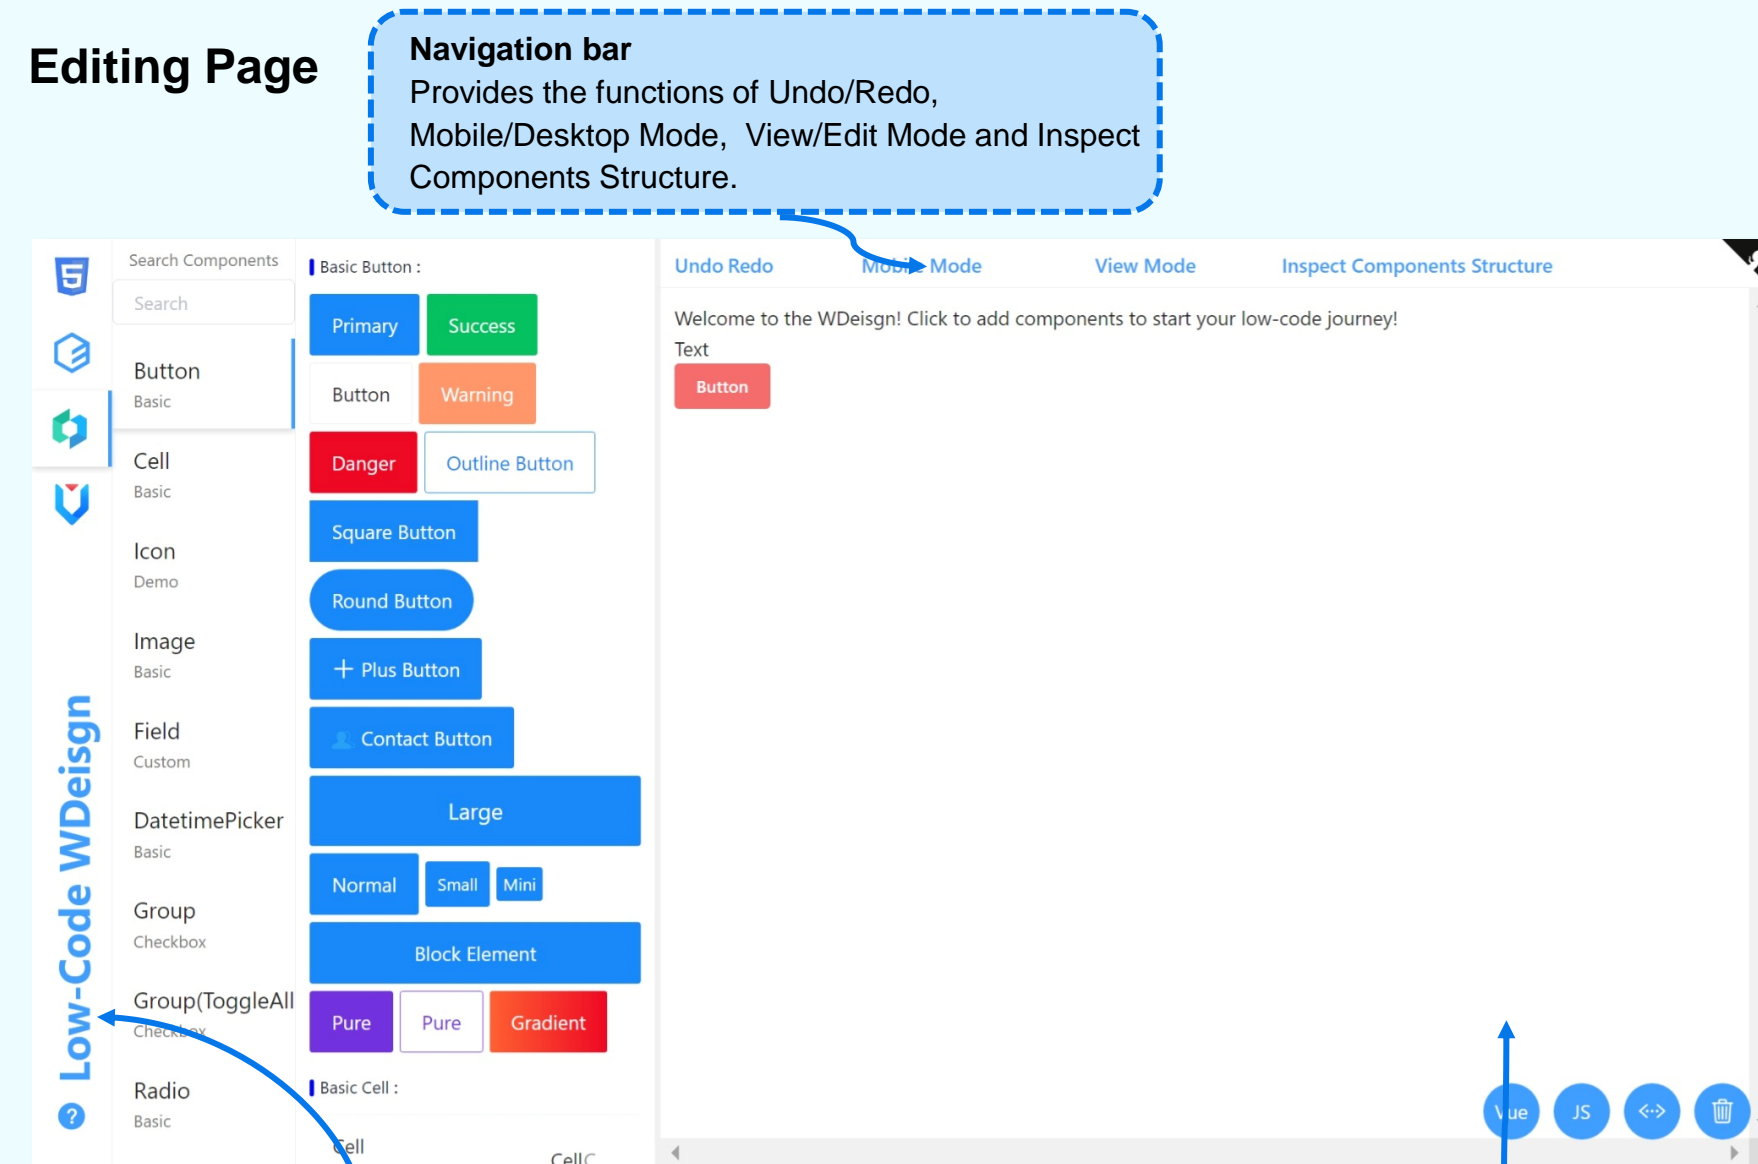 Editing Page
Navigation bar
Provides the functions of Undo/Redo,
Mobile/Desktop Mode, View/Edit Mode and Inspect
Components Structure.
Search Components
Search
Button
Basic
Cell
Basic
Icon
Demo
Image
Basic
Field
Custom
DatetimePicker
Basic
Group
Checkbox
Group(ToggleAll
Checkbox
Radio
Basic
Low-Code WDeisgn
?
Basic Button :
Primary
Success
Button
Warning
Danger
Outline Button
Square Button
Round Button
Plus Button
Contact Button
Large
Normal
Small
Mini
Block Element
Pure
Pure
Gradient
Basic Cell :
Cell
CellC
Undo Redo
Mobile Mode
View Mode
Inspect Components Structure
Welcome to the WDeisgn! Click to add components to start your low-code journey!
Text
Button
Vue
JS